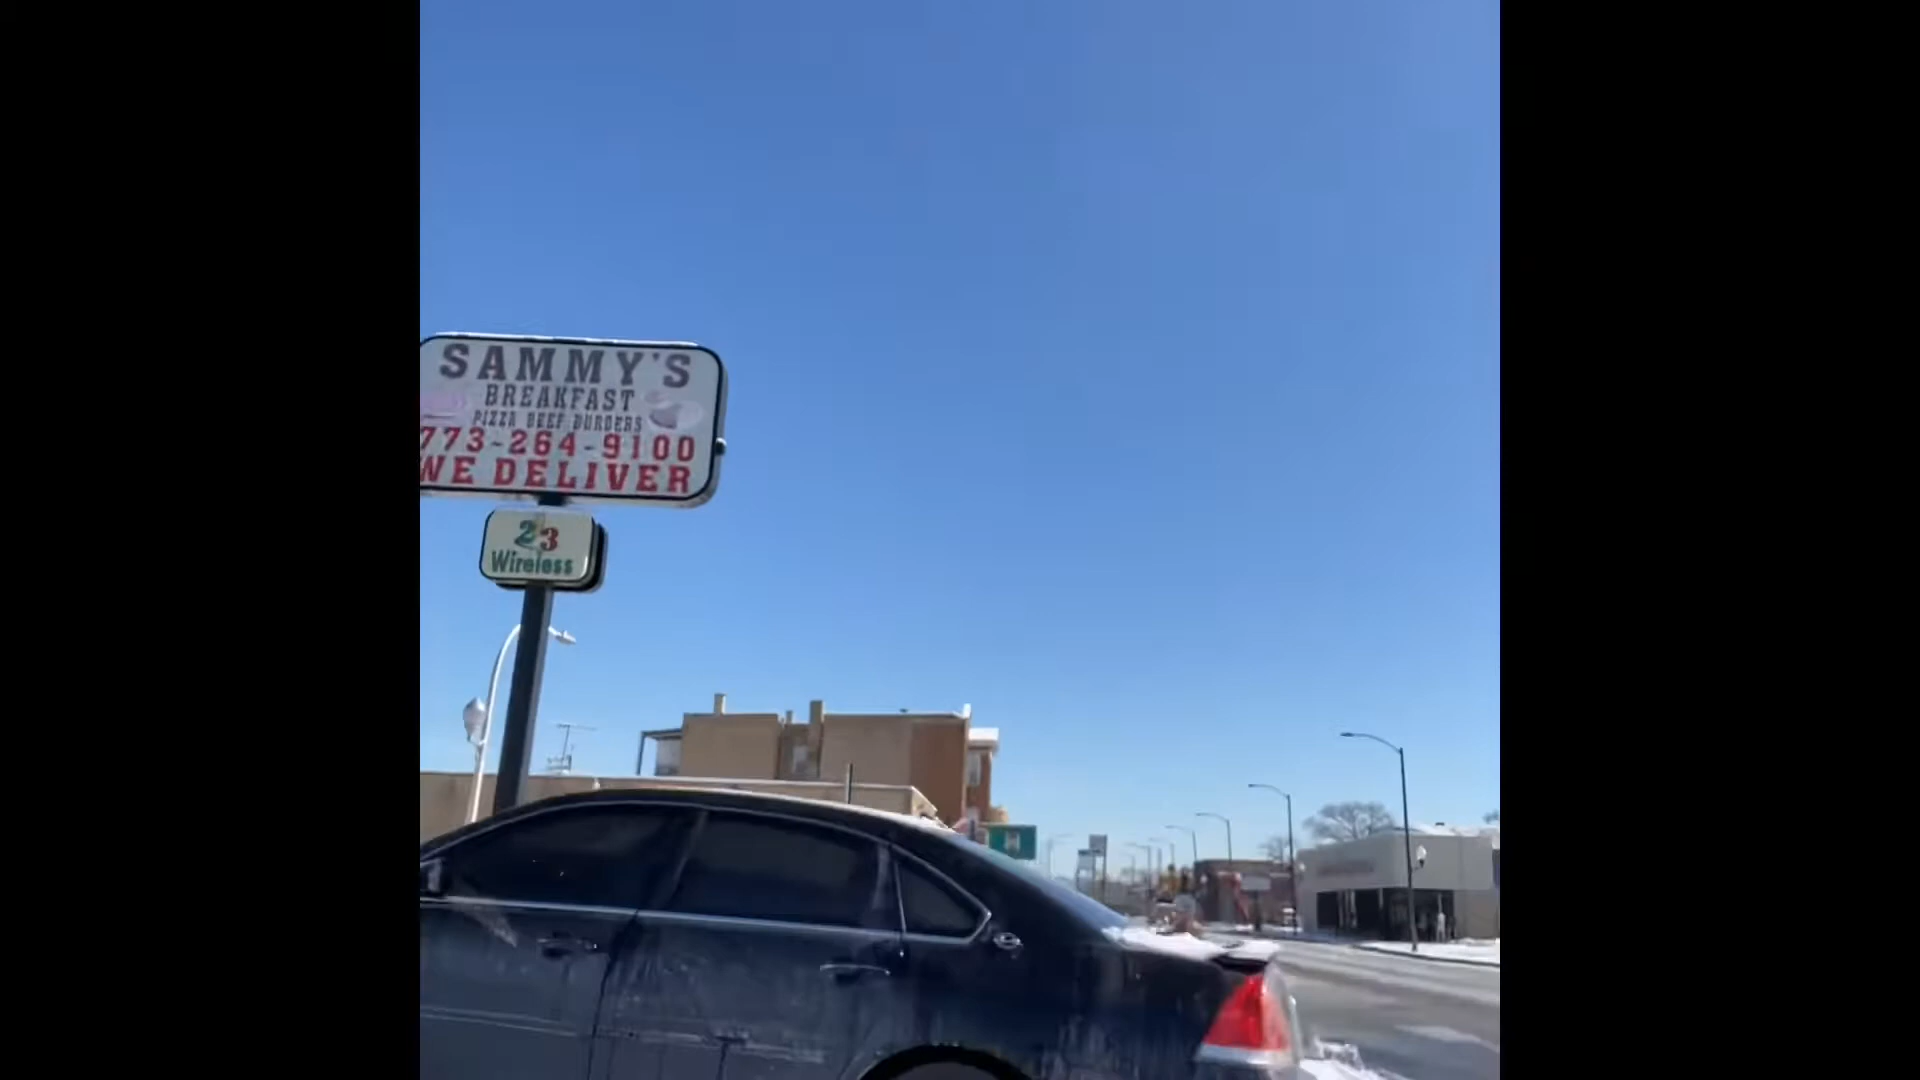 SAMMY'S
BREAKFAST
PIZZA BEEF BURGERS
773-264-9100
WE DELIVER
23
Wireless
H